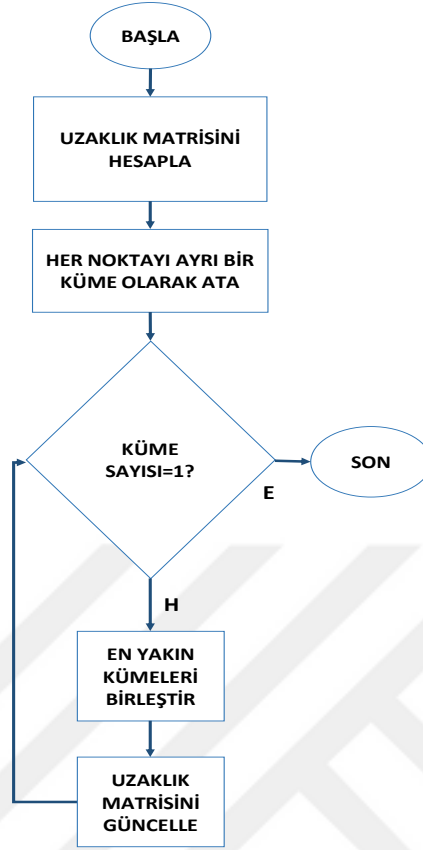 BAŞLA
UZAKLIK MATRİSİNİ
HESAPLA
HER NOKTAYI AYRI BİR
KÜME OLARAK ATA
KÜME
SAYISI=1?
E
SON
H
EN YAKIN
KÜMELERİ
BİRLEŞTİR
UZAKLIK
MATRİSİNİ
GÜNCELLE